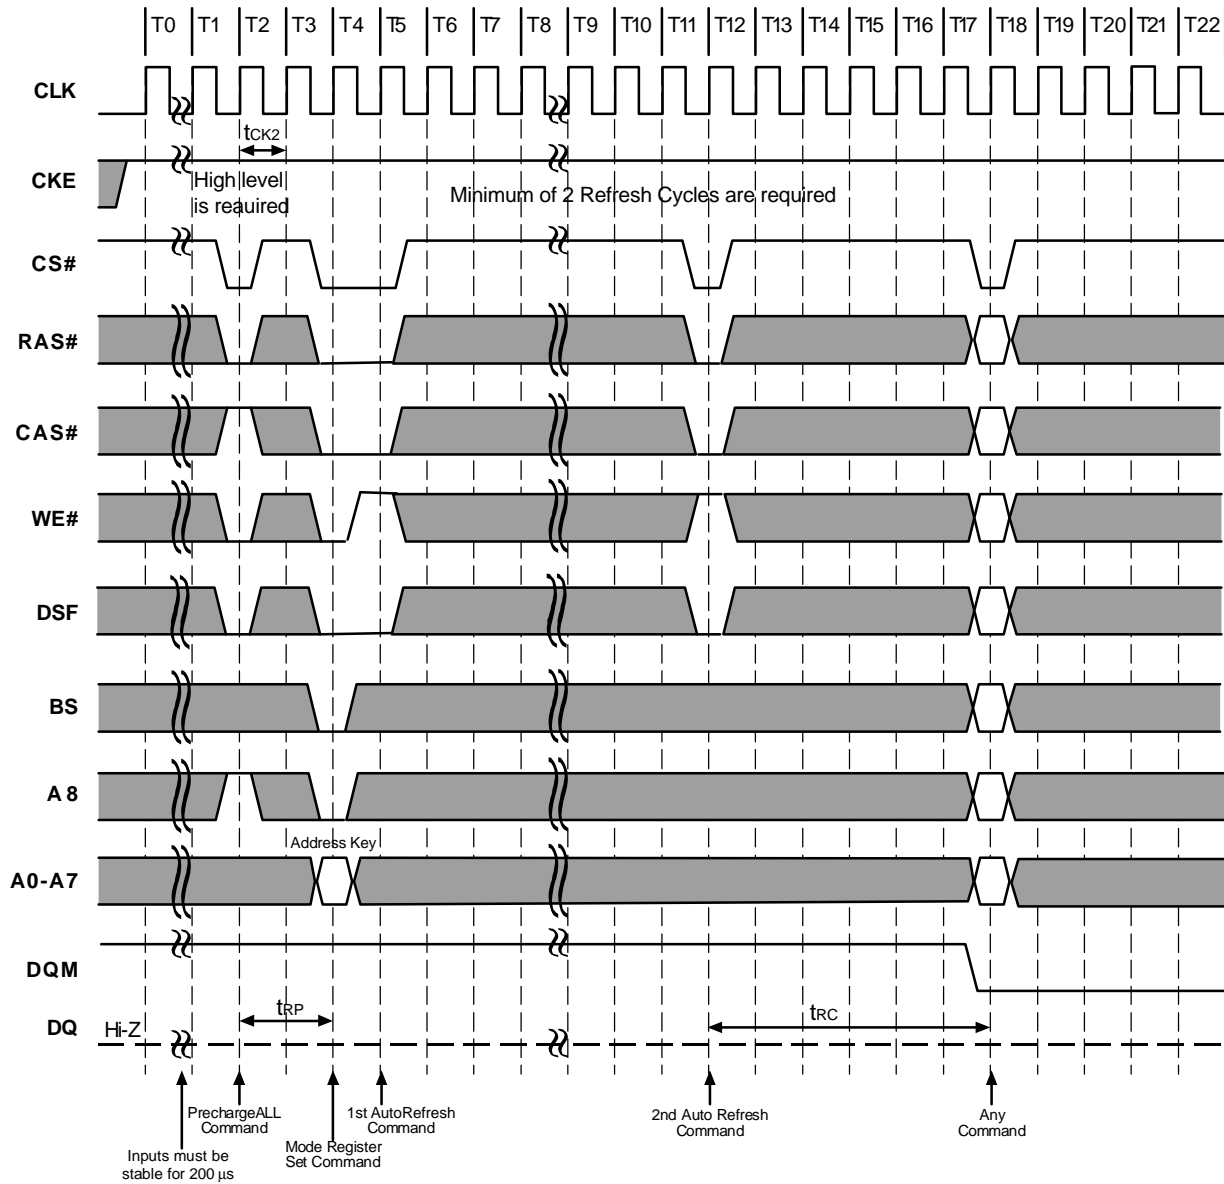 T0 T1 T2 T3 T4 T5 T6 T7 T8 T9 T10 T11 T12 T13 T14 T15 T16 T17 T18 T19 T20 T21 T22
CLK
tCK2
CKE
High level
is reauired
Minimum of 2 Refresh Cycles are required
CS#
RAS#
CAS#
WE#
DSF
BS
A8
Address Key
A0-A7
DQM
tRP
tRC
DQ
Hi-Z
PrechargeALL
Command
1st AutoRefresh
Command
2nd Auto Refresh
Command
Any
Command
Mode Register
Set Command
Inputs must be
stable for 200 μs